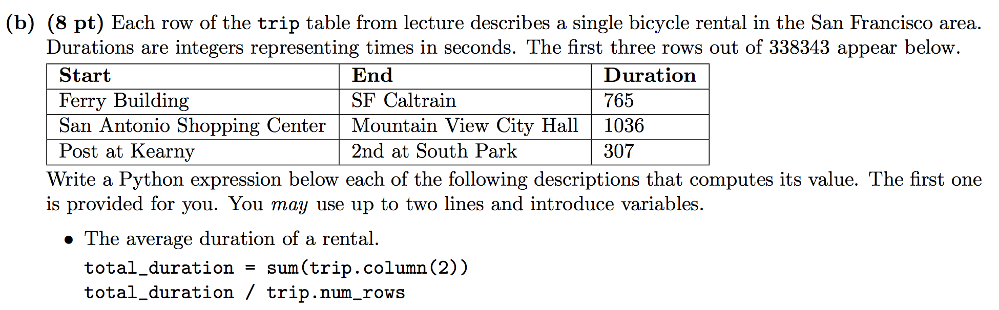 (b) (8 pt) Each row of the trip table from lecture describes a single bicycle rental in the San Francisco area.
Durations are integers representing times in seconds. The first three rows out of 338343 appear below.
Start End Duration
Ferry Building SF Caltrain 765
San Antonio Shopping Center Mountain View City Hall 1036
Post at Kearny 2nd at South Park 307
Write a Python expression below each of the following descriptions that computes its value. The first one
is provided for you. You may use up to two lines and introduce variables.
• The average duration of a rental.
total_duration = sum(trip.column(2))
total_duration / trip.num_rows